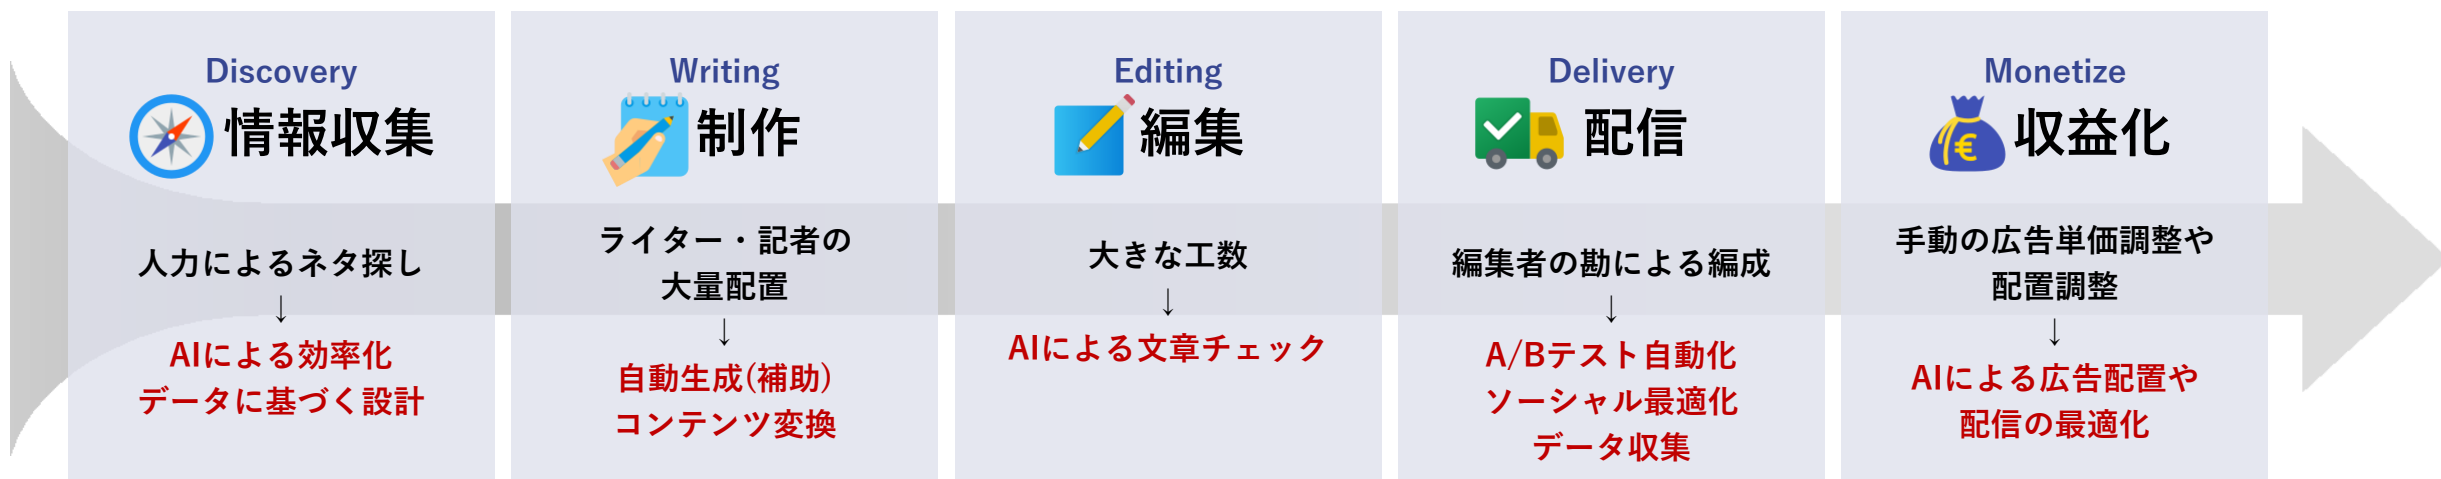 Discovery
情報収集
人力によるネタ探し
↓
AIによる効率化
データに基づく設計
Writing
制作
ライター・記者の
大量配置
↓
自動生成(補助)
コンテンツ変換
Editing
編集
大きな工数
↓
AIによる文章チェック
Delivery
配信
編集者の勘による編成
↓
A/Bテスト自動化
ソーシャル最適化
データ収集
Monetize
€
収益化
手動の広告単価調整や
配置調整
↓
AIによる広告配置や
配信の最適化